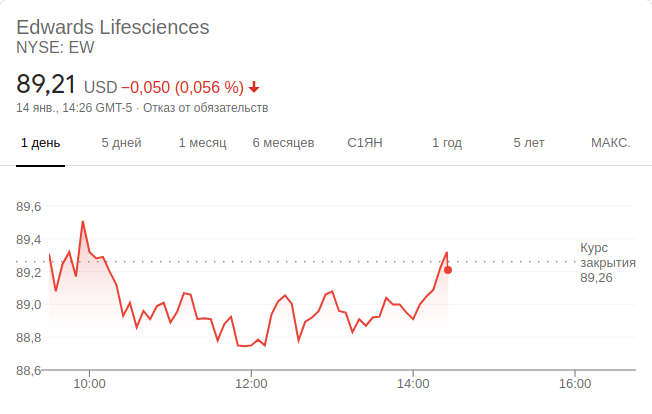 Edwards Lifesciences
NYSE: EW
89,21 USD −0,050 (0,056 %)
14 янв., 14:26 GMT-5 · Отказ от обязательств
1 день 5 дней 1 месяц 6 месяцев С1ЯН 1 год 5 лет МАКС.
89,6
89,4
Курс
закрытия
89,26
89,2
89,0
88,8
88,6
10:00 12:00 14:00 16:00